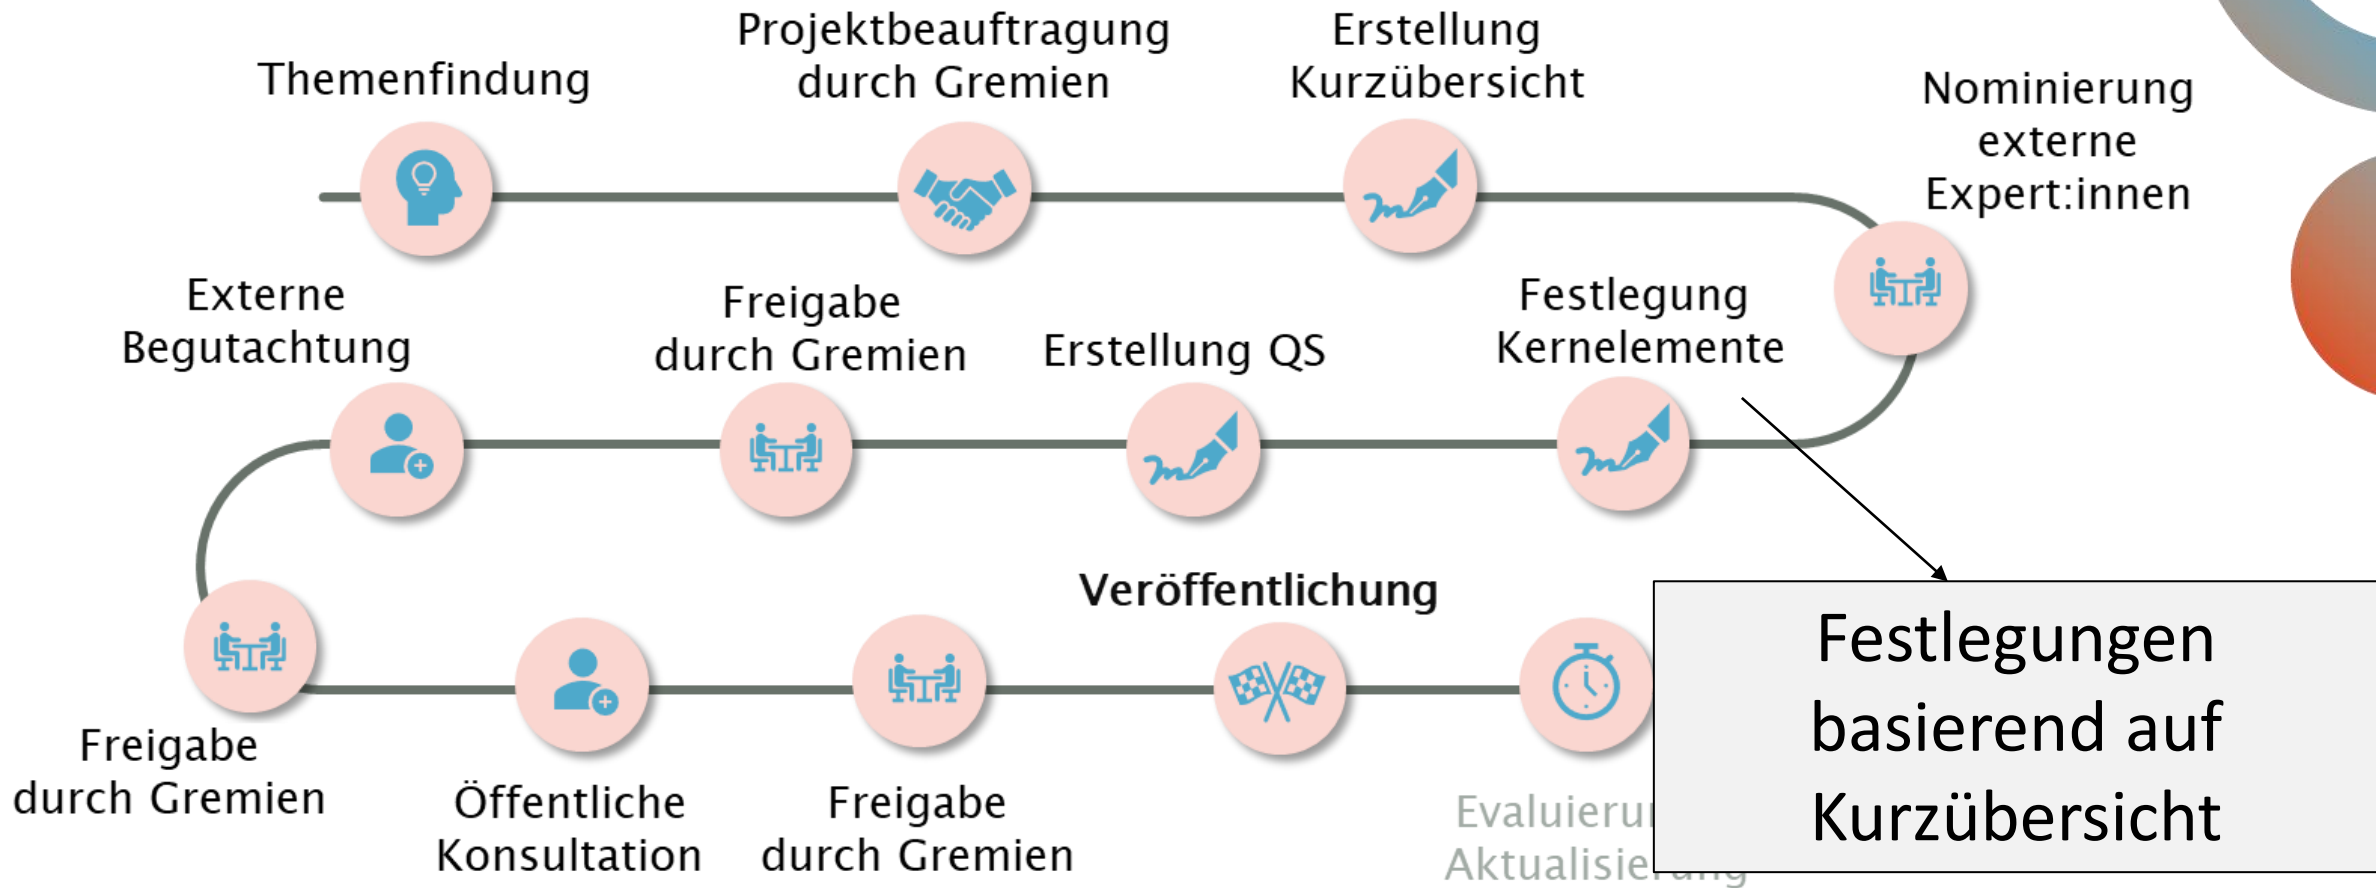 Themenfindung
Projektbeauftragung
durch Gremien
Erstellung
Kurzübersicht
Nominierung
externe
Expert:innen
Festlegung
Kernelemente
Erstellung QS
Freigabe
durch Gremien
Externe
Begutachtung
Freigabe
durch Gremien
Öffentliche
Konsultation
Freigabe
durch Gremien
Veröffentlichung
Festlegungen
basierend auf
Kurzübersicht